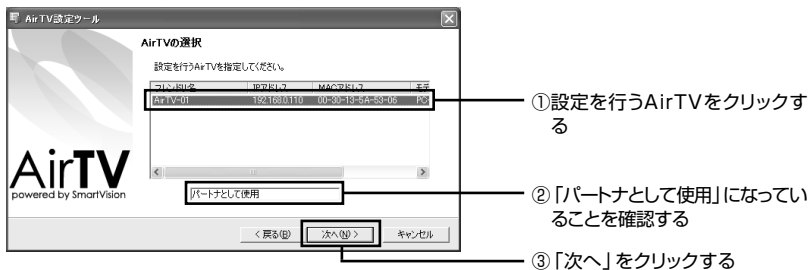 AirTV設定ツール
AirTVの選択
設定を行うAirTVを指定してください。
フレンドリ名 IPアドレス MACアドレス モデ
AirTV-01 192.168.0.110 00-30-13-5A-53-06 PC
パートナとして使用
AirTV
powered by SmartVision
< 戻る(B) 次へ(N) > キャンセル
①設定を行うAirTVをクリックす
る
②「パートナとして使用」になってい
ることを確認する
③「次へ」をクリックする